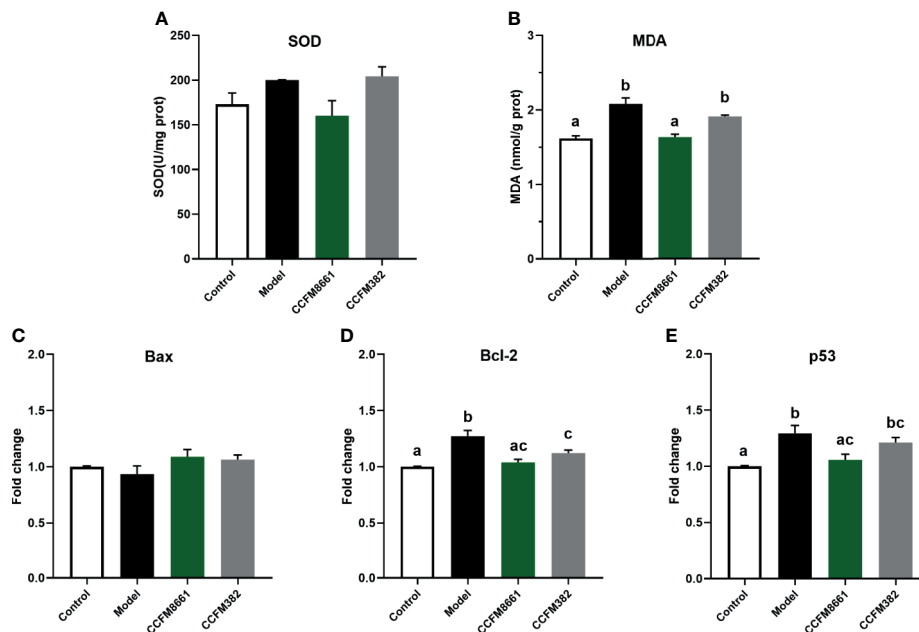 A
SOD
SOD(U/mg prot)
250
200
150
100
50
0
Control
Model
CCFM8661
CCFM382
B
MDA
MDA (nmol/g prot)
3
2
1
0
a
b
a
b
Control
Model
CCFM8661
CCFM382
C
Bax
Fold change
2.0
1.5
1.0
0.5
0.0
Control
Model
CCFM8661
CCFM382
D
Bcl-2
Fold change
2.0
1.5
1.0
0.5
0.0
a
b
ac
c
Control
Model
CCFM8661
CCFM382
E
p53
Fold change
2.0
1.5
1.0
0.5
0.0
a
b
ac
bc
Control
Model
CCFM8661
CCFM382